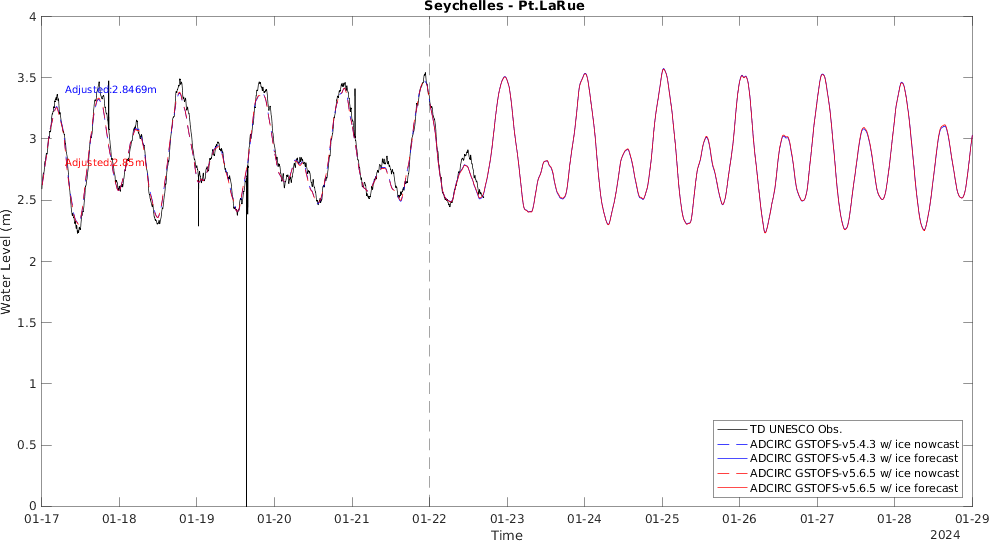 Seychelles - Pt.LaRue
4
3.5
3
2.5
2
1.5
1
0.5
0
Water Level (m)
Adjusted:2.8469m
Adjusted:2.85m
TD UNESCO Obs.
ADCIRC GSTOFS-v5.4.3 w/ ice nowcast
ADCIRC GSTOFS-v5.4.3 w/ ice forecast
ADCIRC GSTOFS-v5.6.5 w/ ice nowcast
ADCIRC GSTOFS-v5.6.5 w/ ice forecast
01-17 01-18 01-19 01-20 01-21 01-22 01-23 01-24 01-25 01-26 01-27 01-28 01-29
Time
2024